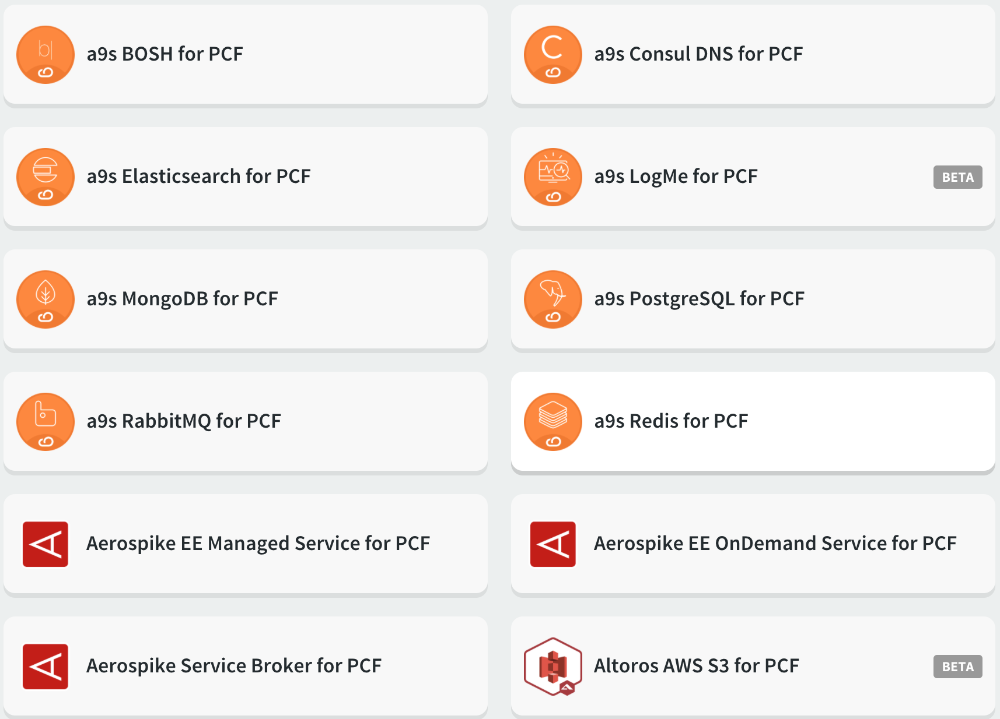 a9s BOSH for PCF
a9s Consul DNS for PCF
a9s Elasticsearch for PCF
a9s LogMe for PCF
BETA
a9s MongoDB for PCF
a9s PostgreSQL for PCF
a9s RabbitMQ for PCF
a9s Redis for PCF
Aerospike EE Managed Service for PCF
Aerospike EE OnDemand Service for PCF
Aerospike Service Broker for PCF
Altoros AWS S3 for PCF
BETA